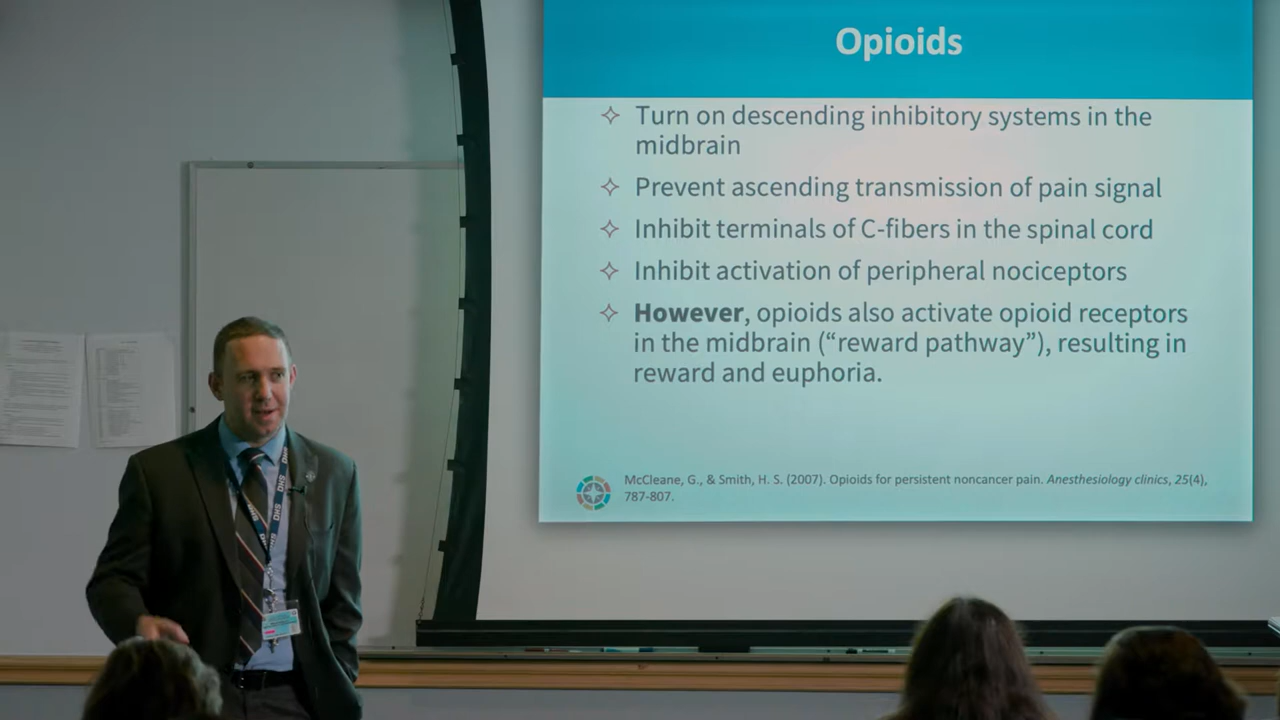 Opioids
Turn on descending inhibitory systems in the
midbrain
Prevent ascending transmission of pain signal
Inhibit terminals of C-fibers in the spinal cord
Inhibit activation of peripheral nociceptors
However, opioids also activate opioid receptors
in the midbrain (“reward pathway”), resulting in
reward and euphoria.
McCleane, G., & Smith, H. S. (2007). Opioids for persistent noncancer pain. Anesthesiology clinics, 25(4),
787-807.